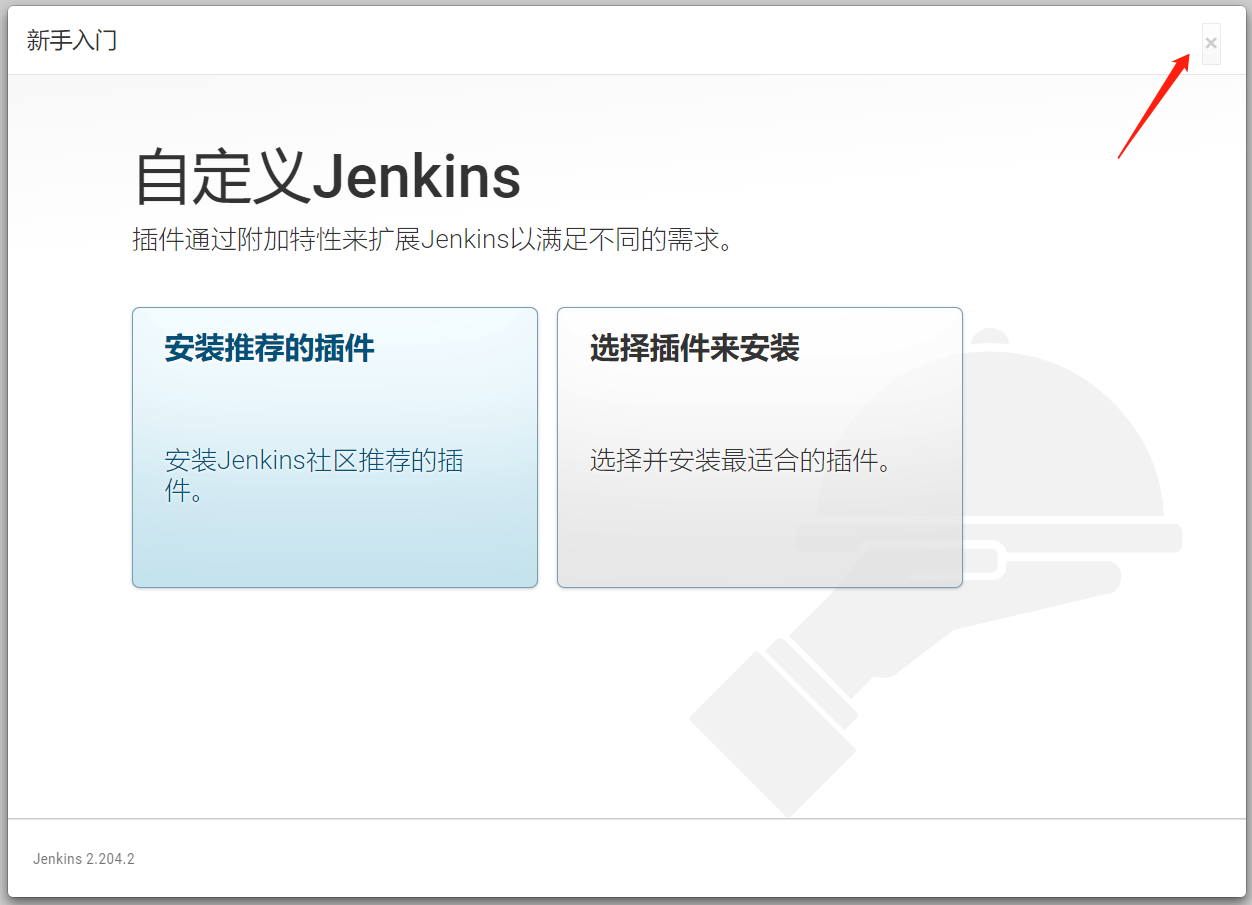 新手入门
×
自定义Jenkins
插件通过附加特性来扩展Jenkins以满足不同的需求。
安装推荐的插件
安装Jenkins社区推荐的插
件。
选择插件来安装
选择并安装最适合的插件。
Jenkins 2.204.2